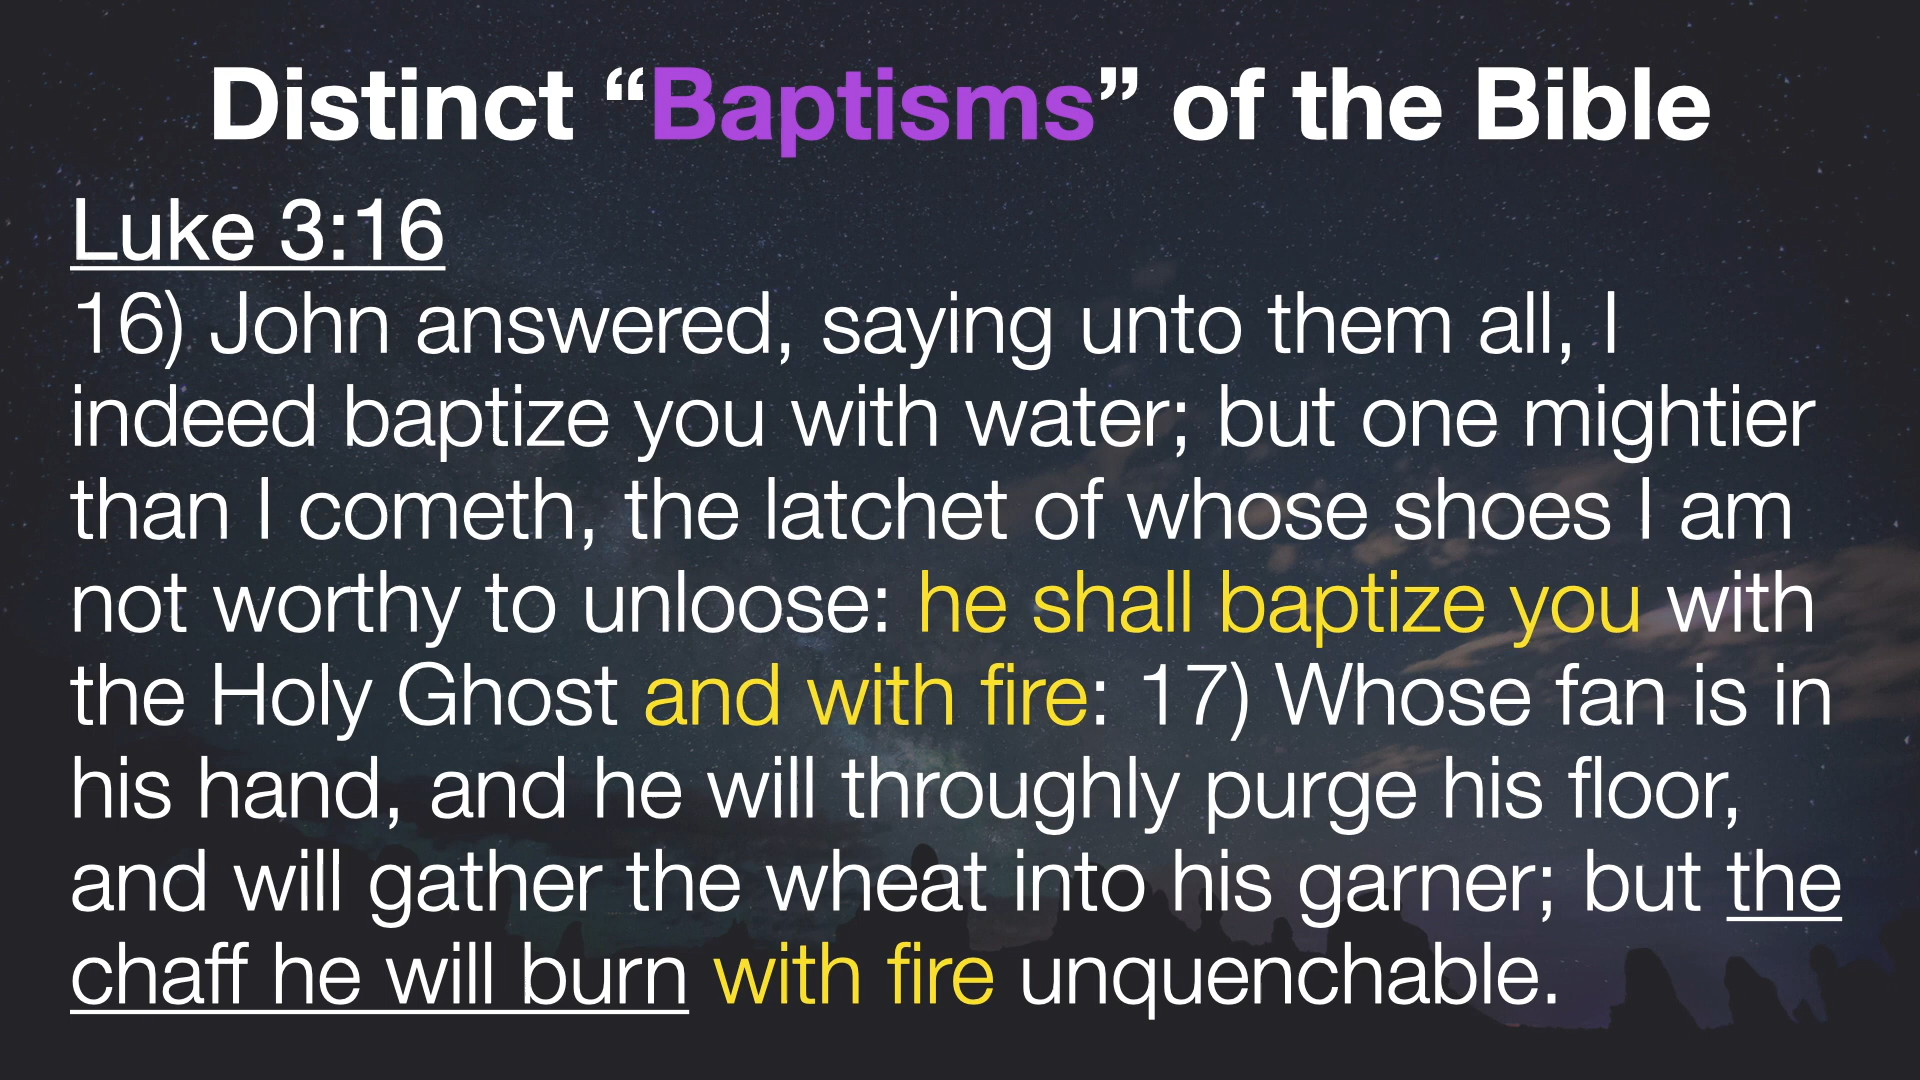 Distinct “Baptisms” of the Bible
Luke 3:16
16) John answered, saying unto them all, I
indeed baptize you with water; but one mightier
than I cometh, the latchet of whose shoes I am
not worthy to unloose: he shall baptize you with
the Holy Ghost and with fire: 17) Whose fan is in
his hand, and he will throughly purge his floor,
and will gather the wheat into his garner; but the
chaff he will burn with fire unquenchable.